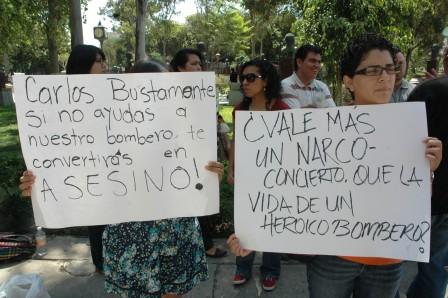 Carlos Bustamante
Si no ayudas a
nuestro bombero, te
convertirás en
ASESINO!
¿VALE MAS
UN NARCO-
CONCIERTO, QUE LA
VIDA DE UN
HEROICO BOMBERO?